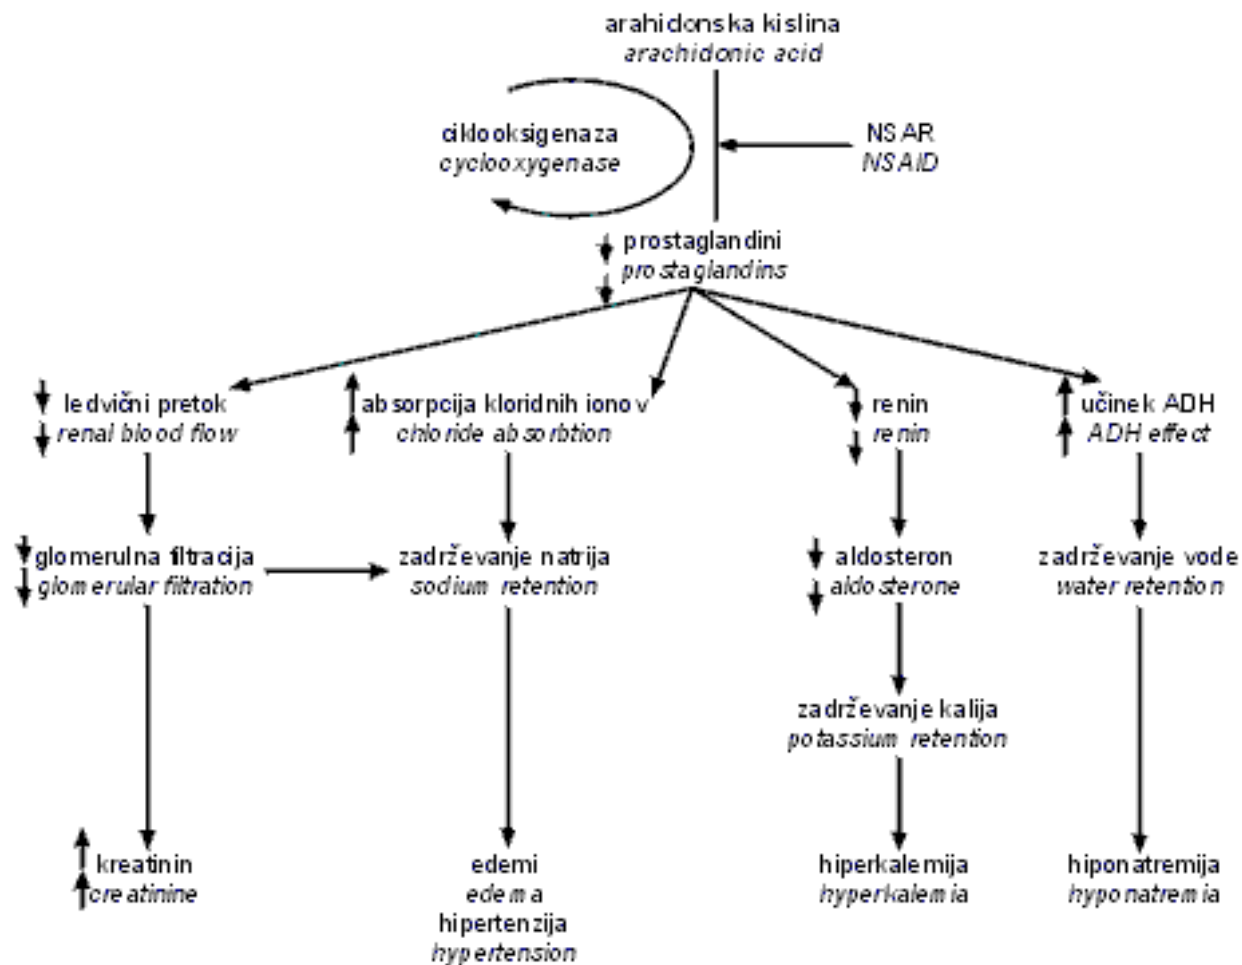 arahidonska kislina
arachidonic acid
ciklooksigenaza
cyclooxygenase
NSAR
NSAID
prostaglandini
prostaglandins
ledvični pretok
renal blood flow
absorpcija kloridnih ionov
chloride absorbtion
renin
renin
učinek ADH
ADH effect
glomerulna filtracija
glomerular filtration
zadrževanje natrija
sodium retention
aldosteron
aldosterone
zadrževanje vode
water retention
zadrževanje kalija
potassium retention
kreatinin
creatinine
edemi
edema
hipertenzija
hypertension
hiperkalemija
hyperkalemia
hiponatremija
hyponatremia